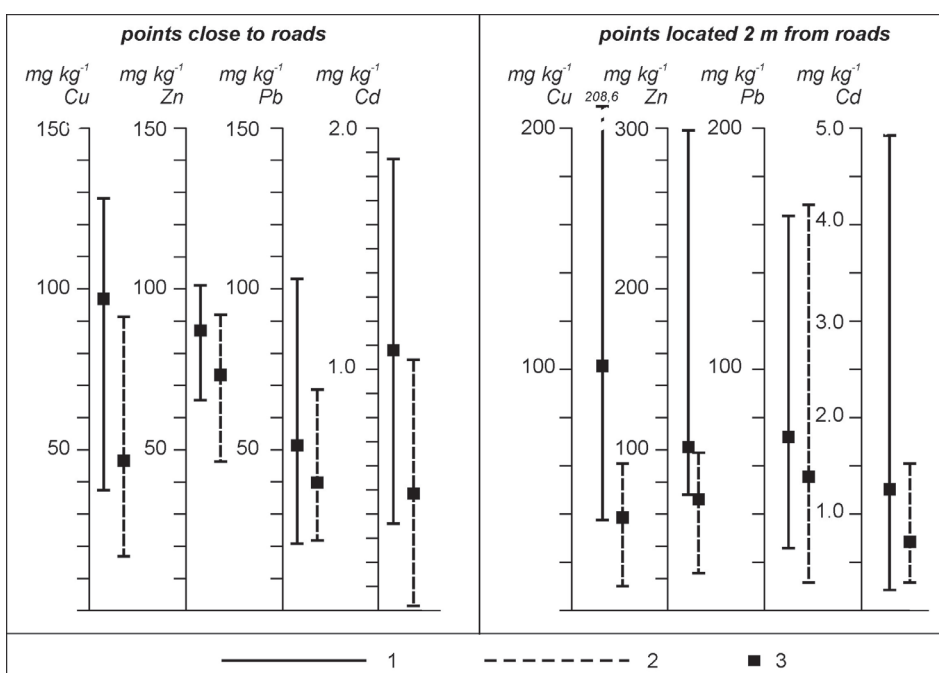 points close to roads
mg kg-1 mg kg-1 mg kg-1 mg kg-1
Cu Zn Pb Cd
150 150 150 2.0
100 100 100
1.0
50 50 50
points located 2 m from roads
mg kg-1 mg kg-1 mg kg-1 mg kg-1
Cu 208,6 Zn Pb Cd
200 300 200 5.0
4.0
200
3.0
100 100
2.0
100
1.0
1 2 3